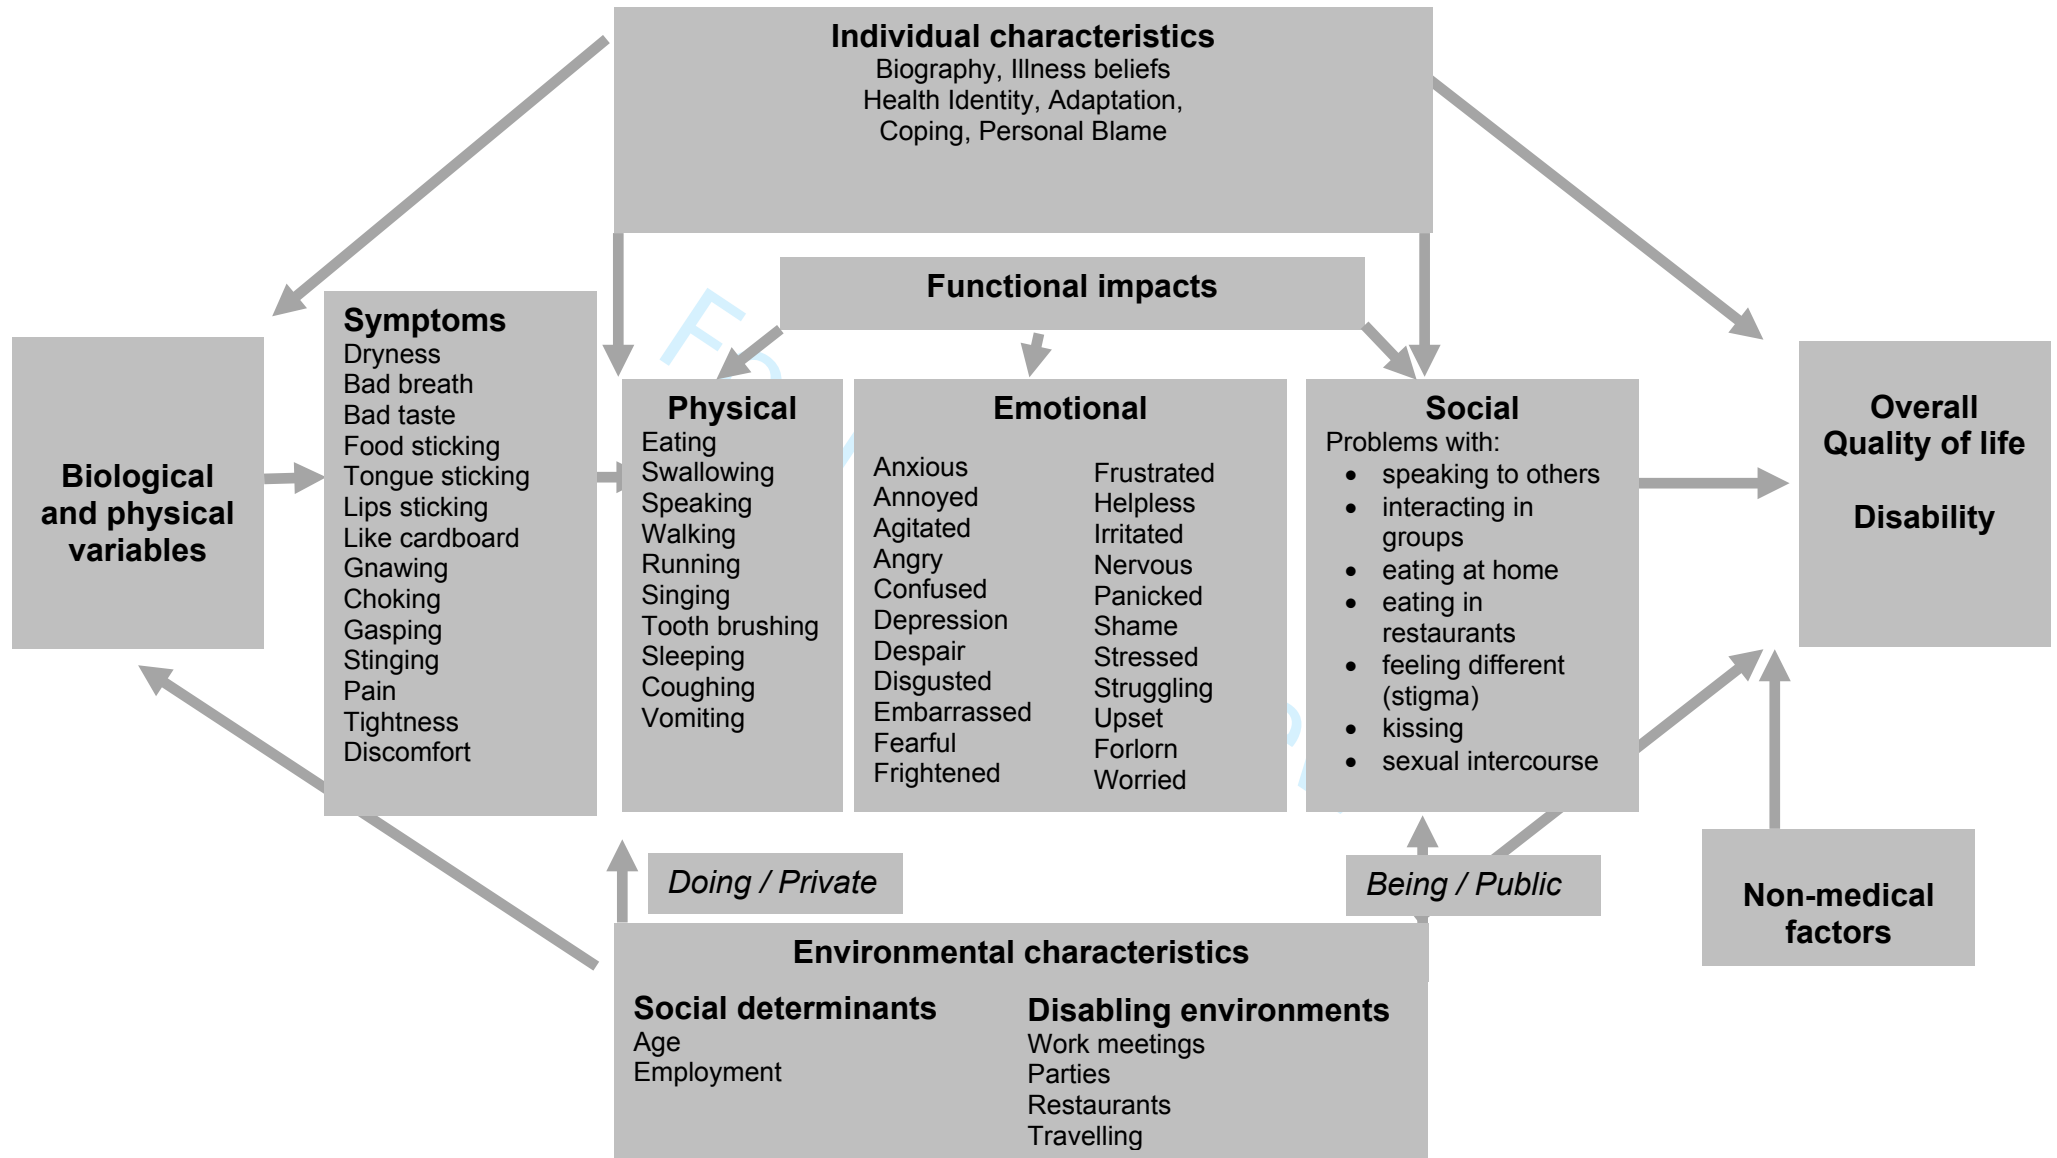 Individual characteristics
Biography, Illness beliefs
Health Identity, Adaptation,
Coping, Personal Blame
Functional impacts
Biological
and physical
variables
Symptoms
Dryness
Bad breath
Bad taste
Food sticking
Tongue sticking
Lips sticking
Like cardboard
Gnawing
Choking
Gasping
Stinging
Pain
Tightness
Discomfort
Physical
Eating
Swallowing
Speaking
Walking
Running
Singing
Tooth brushing
Sleeping
Coughing
Vomiting
Emotional
Anxious
Annoyed
Agitated
Angry
Confused
Depression
Despair
Disgusted
Embarrassed
Fearful
Frightened
Frustrated
Helpless
Irritated
Nervous
Panicked
Shame
Stressed
Struggling
Upset
Forlorn
Worried
Social
Problems with:
• speaking to others
• interacting in
groups
• eating at home
• eating in
restaurants
• feeling different
(stigma)
• kissing
• sexual intercourse
Overall
Quality of life
Disability
Doing / Private
Being / Public
Non-medical
factors
Environmental characteristics
Social determinants
Age
Employment
Disabling environments
Work meetings
Parties
Restaurants
Travelling